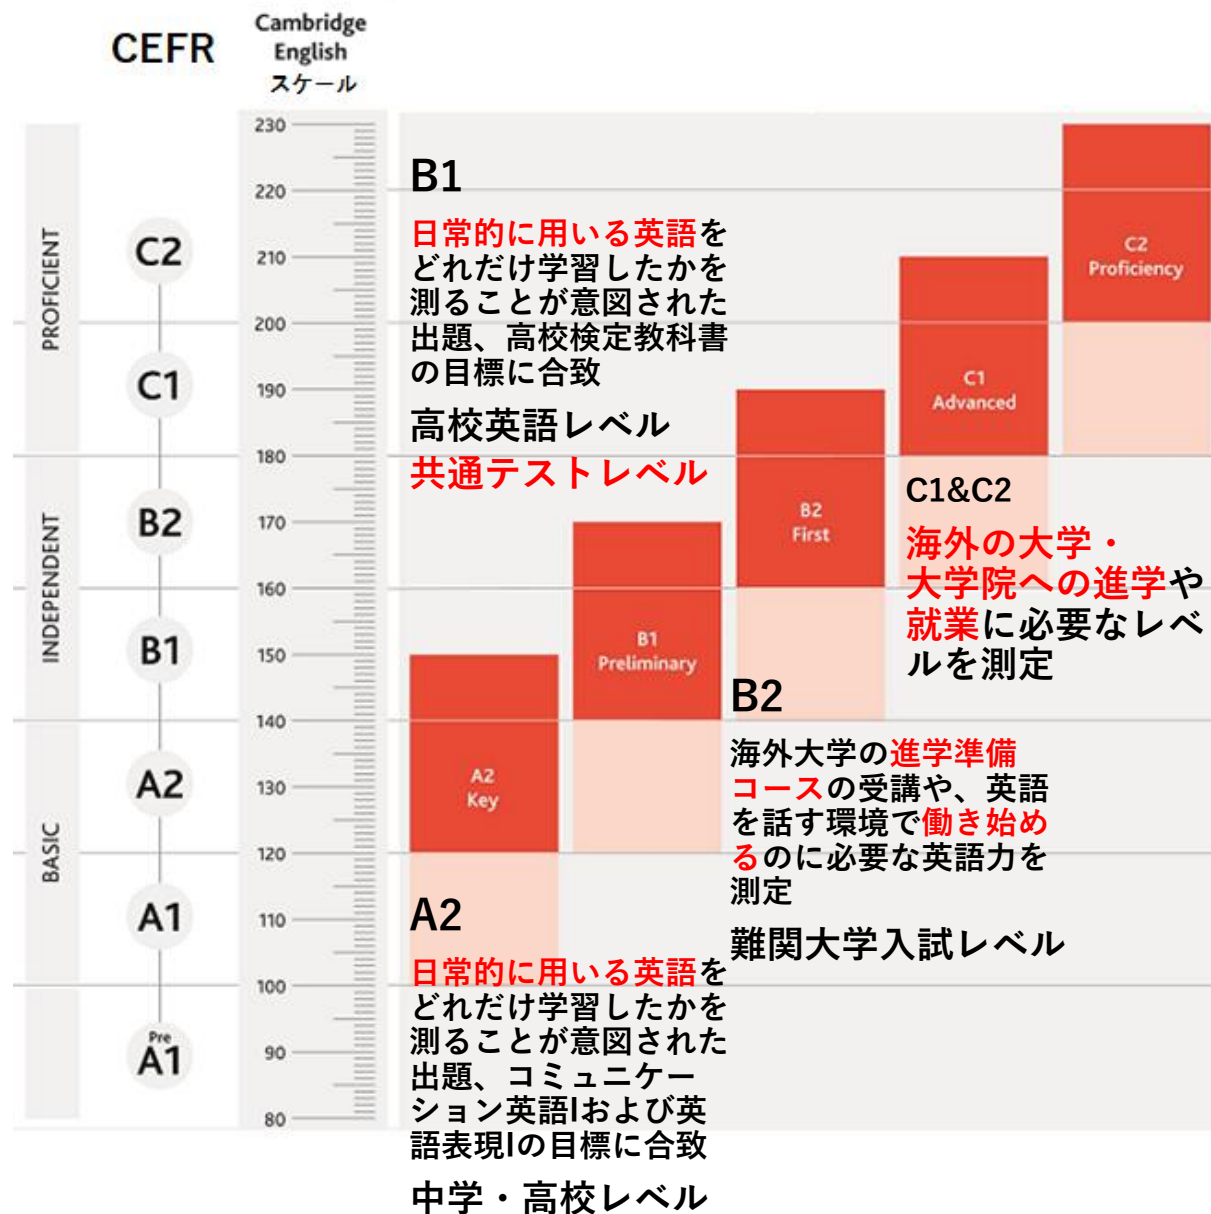 CEFR
Cambridge
English
スケール
PROFICIENT
INDEPENDENT
BASIC
C2
C1
B2
B1
A2
A1
Pre
A1
230
220
210
200
190
180
170
160
150
140
130
120
110
100
90
80
B1
日常的に用いる英語を
どれだけ学習したかを
測ることが意図された
出題、高校検定教科書
の目標に合致
高校英語レベル
共通テストレベル
A2
Key
B1
Preliminary
B2
First
C1
Advanced
C2
Proficiency
C1&C2
海外の大学・
大学院への進学や
就業に必要なレベ
ルを測定
B2
海外大学の進学準備
コースの受講や、英語
を話す環境で働き始め
るのに必要な英語力を
測定
難関大学入試レベル
A2
日常的に用いる英語を
どれだけ学習したかを
測ることが意図された
出題、コミュニケー
ション英語Iおよび英
語表現Iの目標に合致
中学・高校レベル